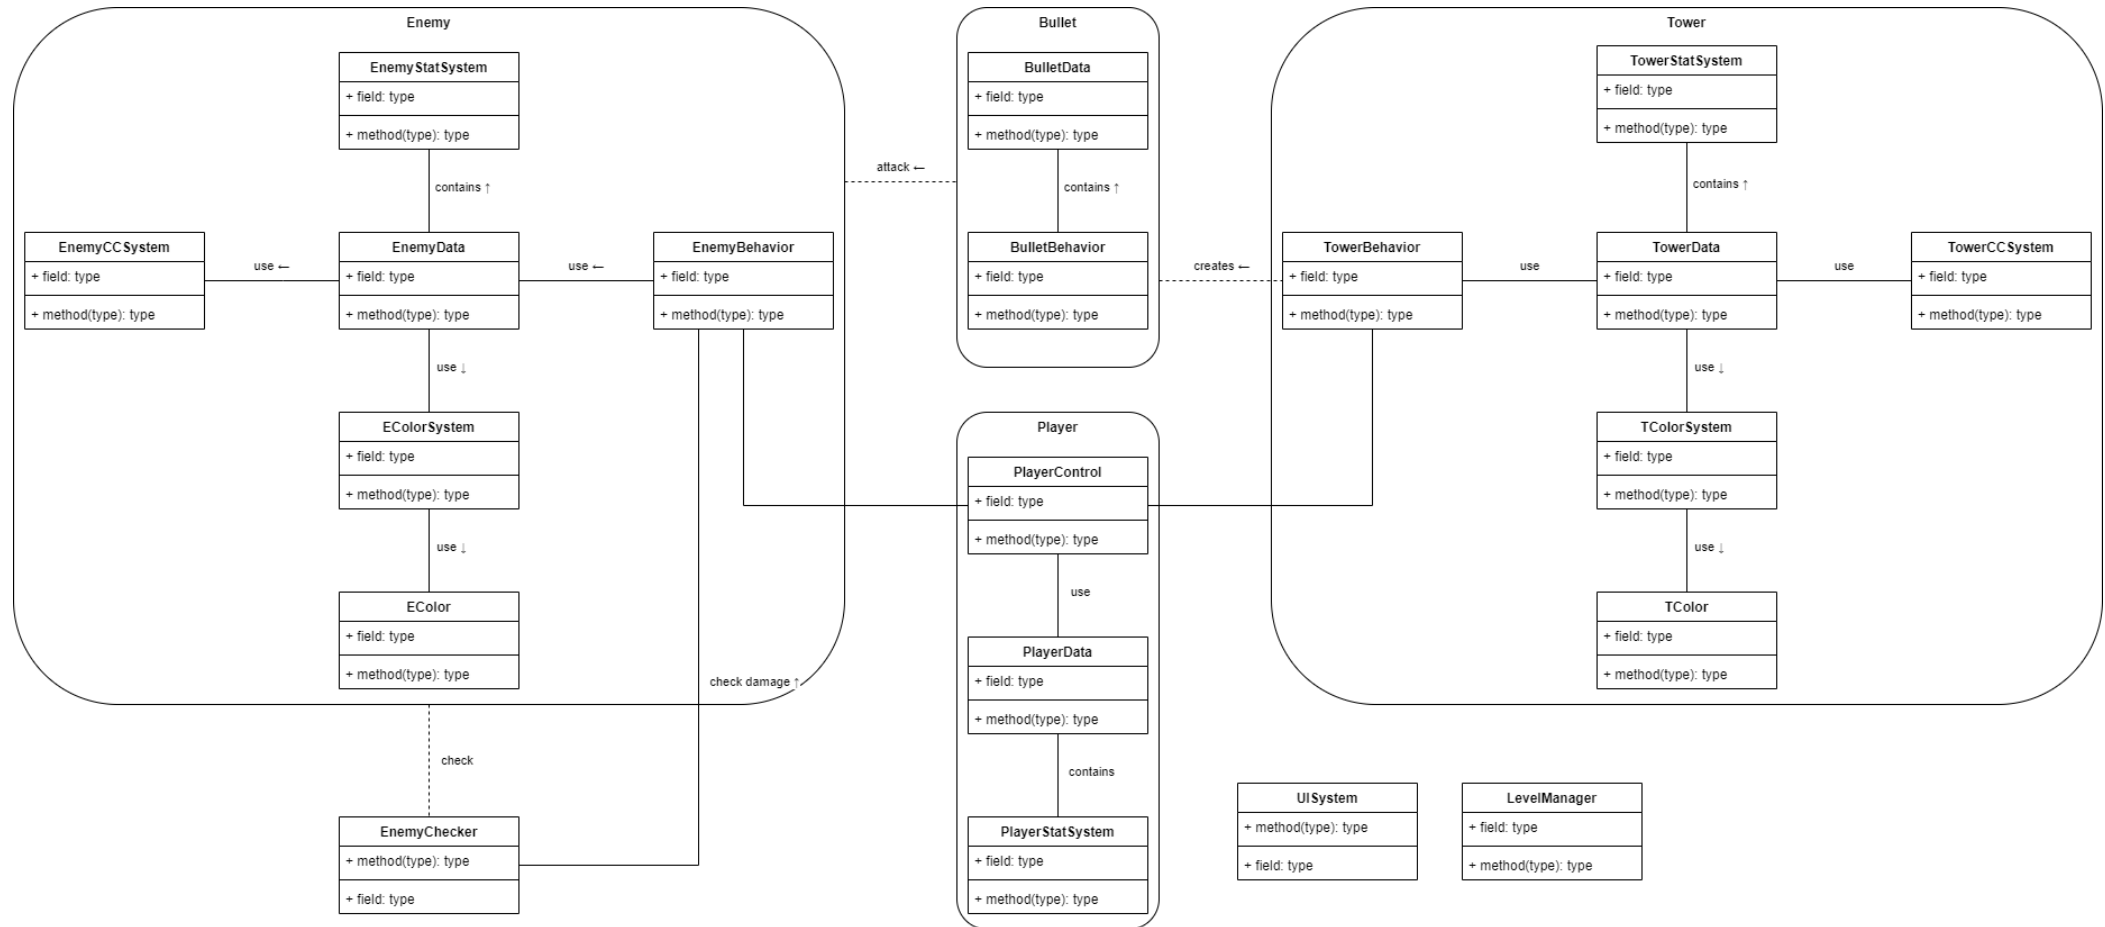 Enemy
EnemyStatSystem
+ field: type
+ method(type): type
contains ↑
EnemyCCSystem
+ field: type
+ method(type): type
use ←
EnemyData
+ field: type
+ method(type): type
use ←
EnemyBehavior
+ field: type
+ method(type): type
use ↓
EColorSystem
+ field: type
+ method(type): type
use ↓
EColor
+ field: type
+ method(type): type
check damage ↑
check
EnemyChecker
+ method(type): type
+ field: type
attack ←
Bullet
BulletData
+ field: type
+ method(type): type
contains ↑
BulletBehavior
+ field: type
+ method(type): type
creates ←
Player
PlayerControl
+ field: type
+ method(type): type
use
PlayerData
+ field: type
+ method(type): type
contains
PlayerStatSystem
+ field: type
+ method(type): type
Tower
TowerStatSystem
+ field: type
+ method(type): type
contains ↑
TowerBehavior
+ field: type
+ method(type): type
use
TowerData
+ field: type
+ method(type): type
use
TowerCCSystem
+ field: type
+ method(type): type
use ↓
TColorSystem
+ field: type
+ method(type): type
use ↓
TColor
+ field: type
+ method(type): type
UISystem
+ method(type): type
+ field: type
LevelManager
+ field: type
+ method(type): type